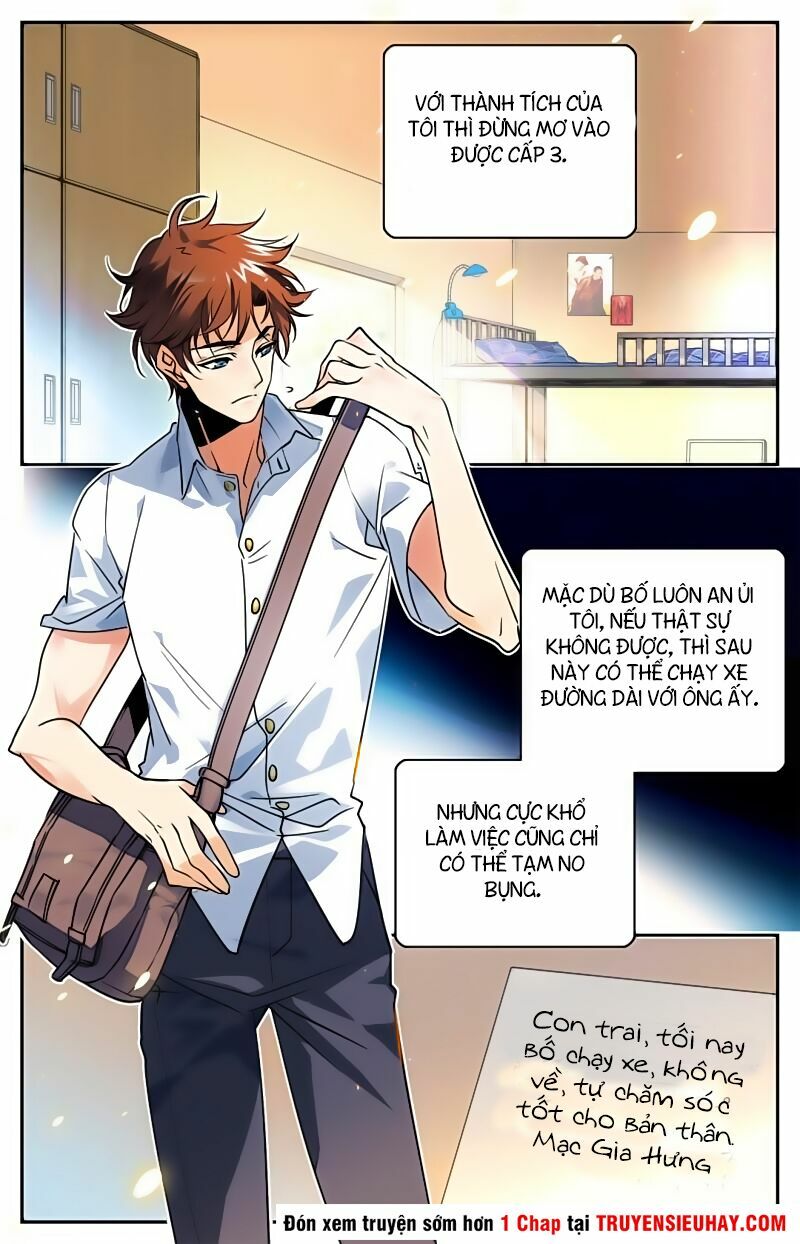 VỚI THÀNH TÍCH CỦA
TÔI THÌ ĐỪNG MƠ VÀO
ĐƯỢC CẤP 3.
MẶC DÙ BỐ LUÔN AN ỦI
TÔI, NẾU THẬT SỰ
KHÔNG ĐƯỢC, THÌ SAU
NÀY CÓ THỂ CHẠY XE
ĐƯỜNG DÀI VỚI ÔNG ẤY.
NHƯNG CỰC KHỔ
LÀM VIỆC CŨNG CHỈ
CÓ THỂ TẠM NO
BỤNG.
Con trai, tối nay
Bố chạy xe, không
về, tự chăm sóc
tốt cho bản thân.
Mạc Gia Hưng
• Đón xem truyện sớm hơn 1 Chap tại TRUYENSIEUHAY.COM